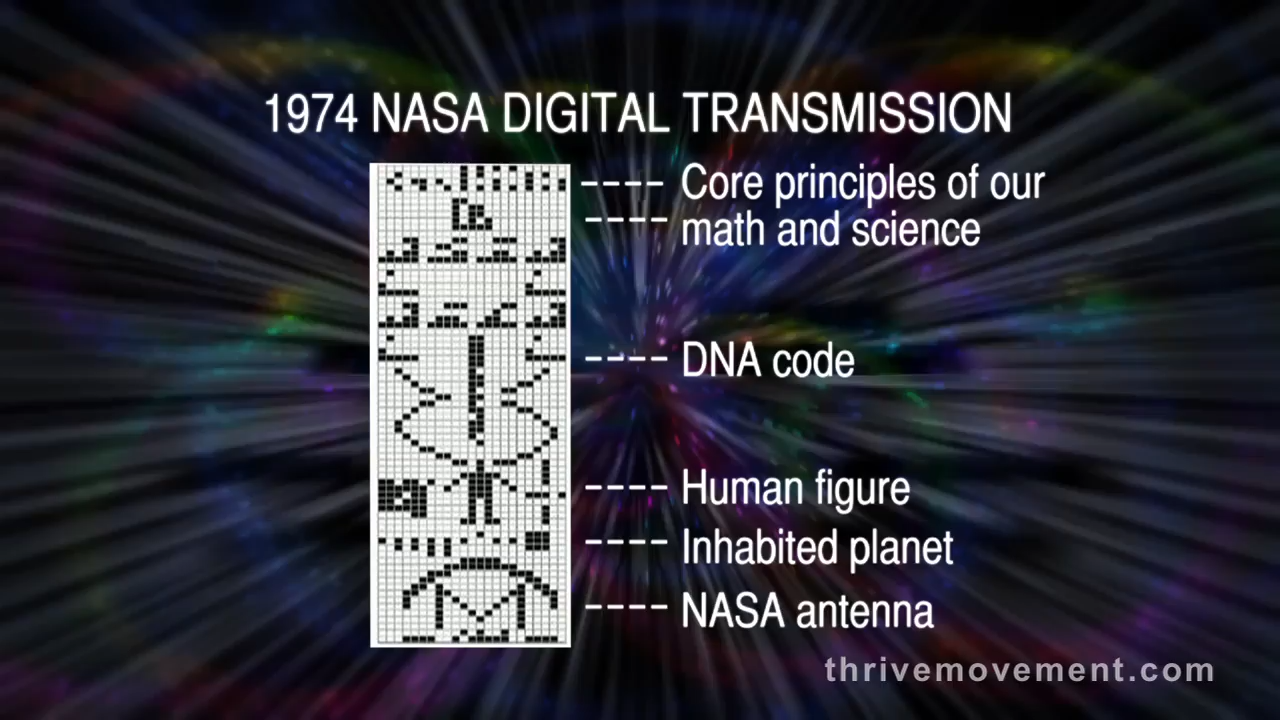 1974 NASA DIGITAL TRANSMISSION
Core principles of our
math and science
DNA code
Human figure
Inhabited planet
NASA antenna
thrivemovement.com